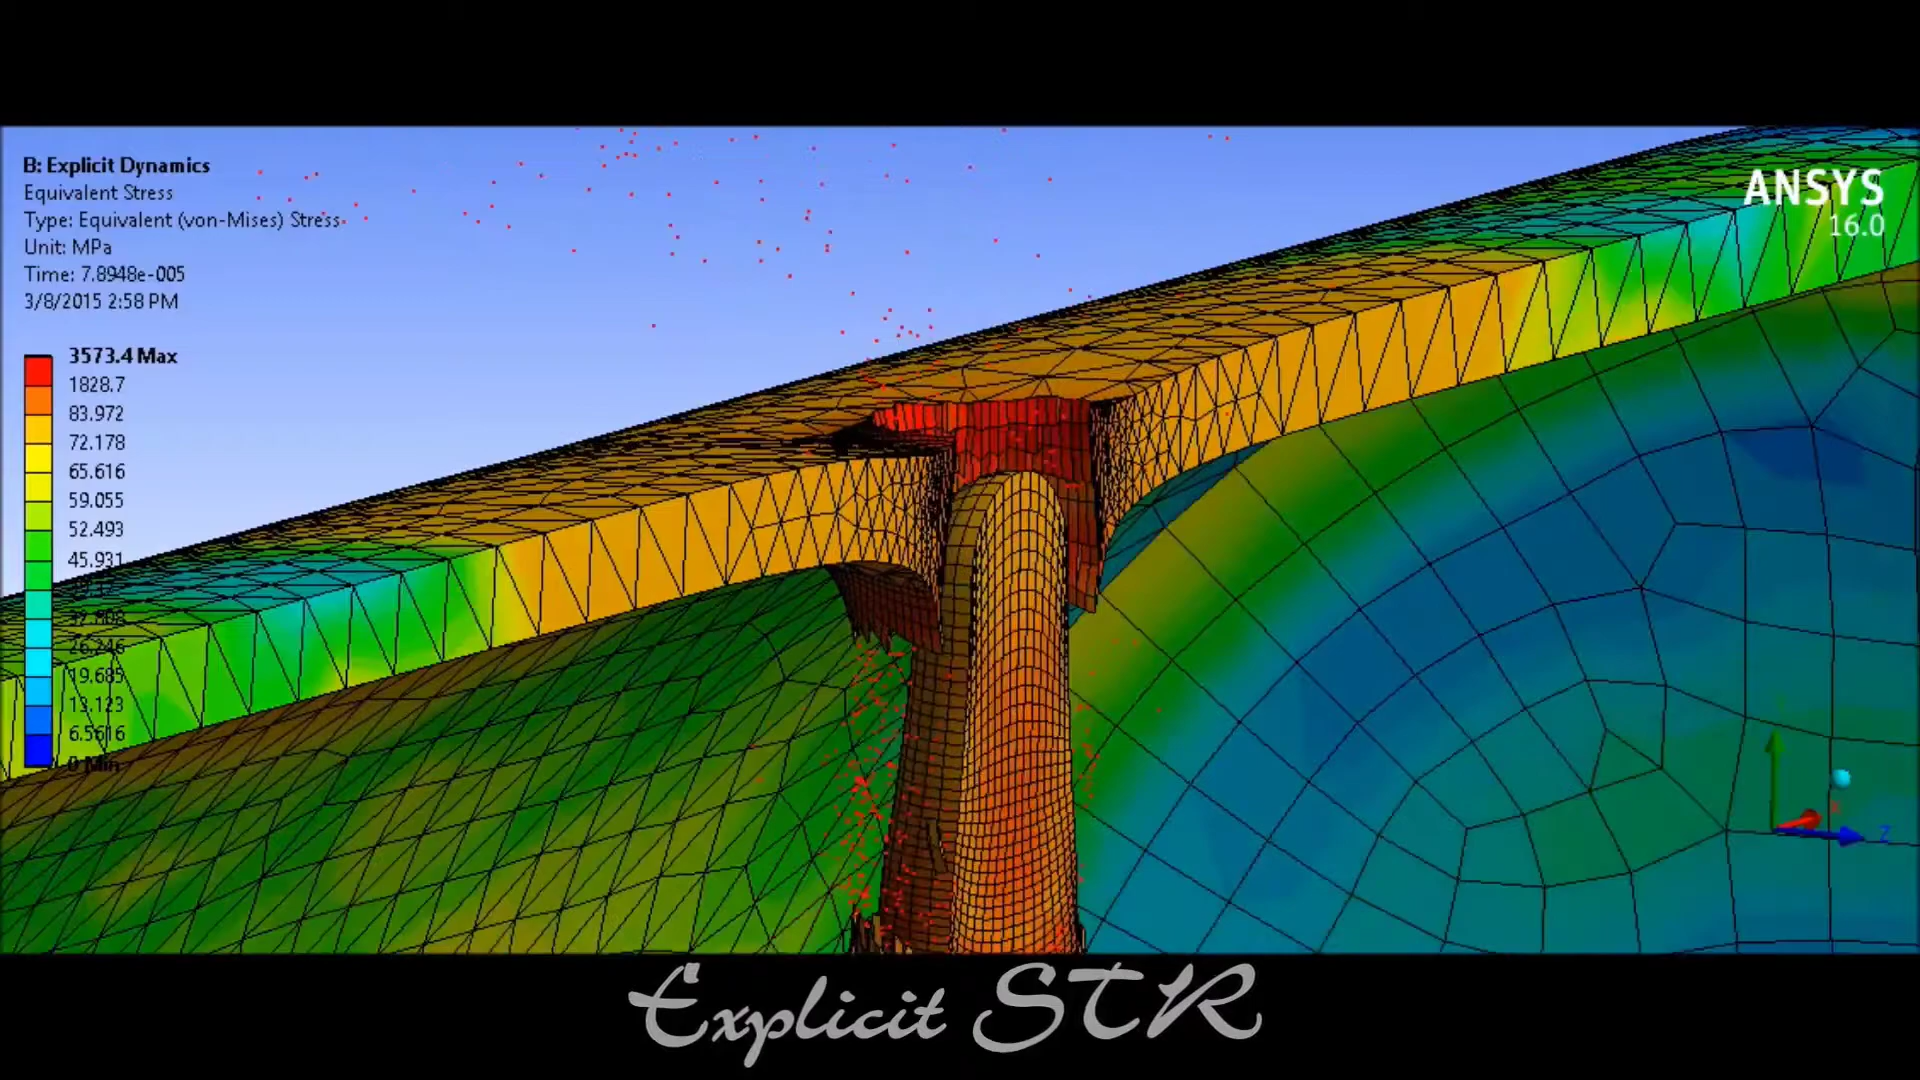 B: Explicit Dynamics
Equivalent Stress
Type: Equivalent (von-Mises) Stress
Unit: MPa
Time: 7.8948e-005
3/8/2015 2:58 PM
ANSYS
16.0
3573.4 Max
1828.7
83.972
72.178
65.616
59.055
52.493
45.931
32.808
26.246
19.685
13.123
6.5616
0 Min
X
Z
Explicit STR